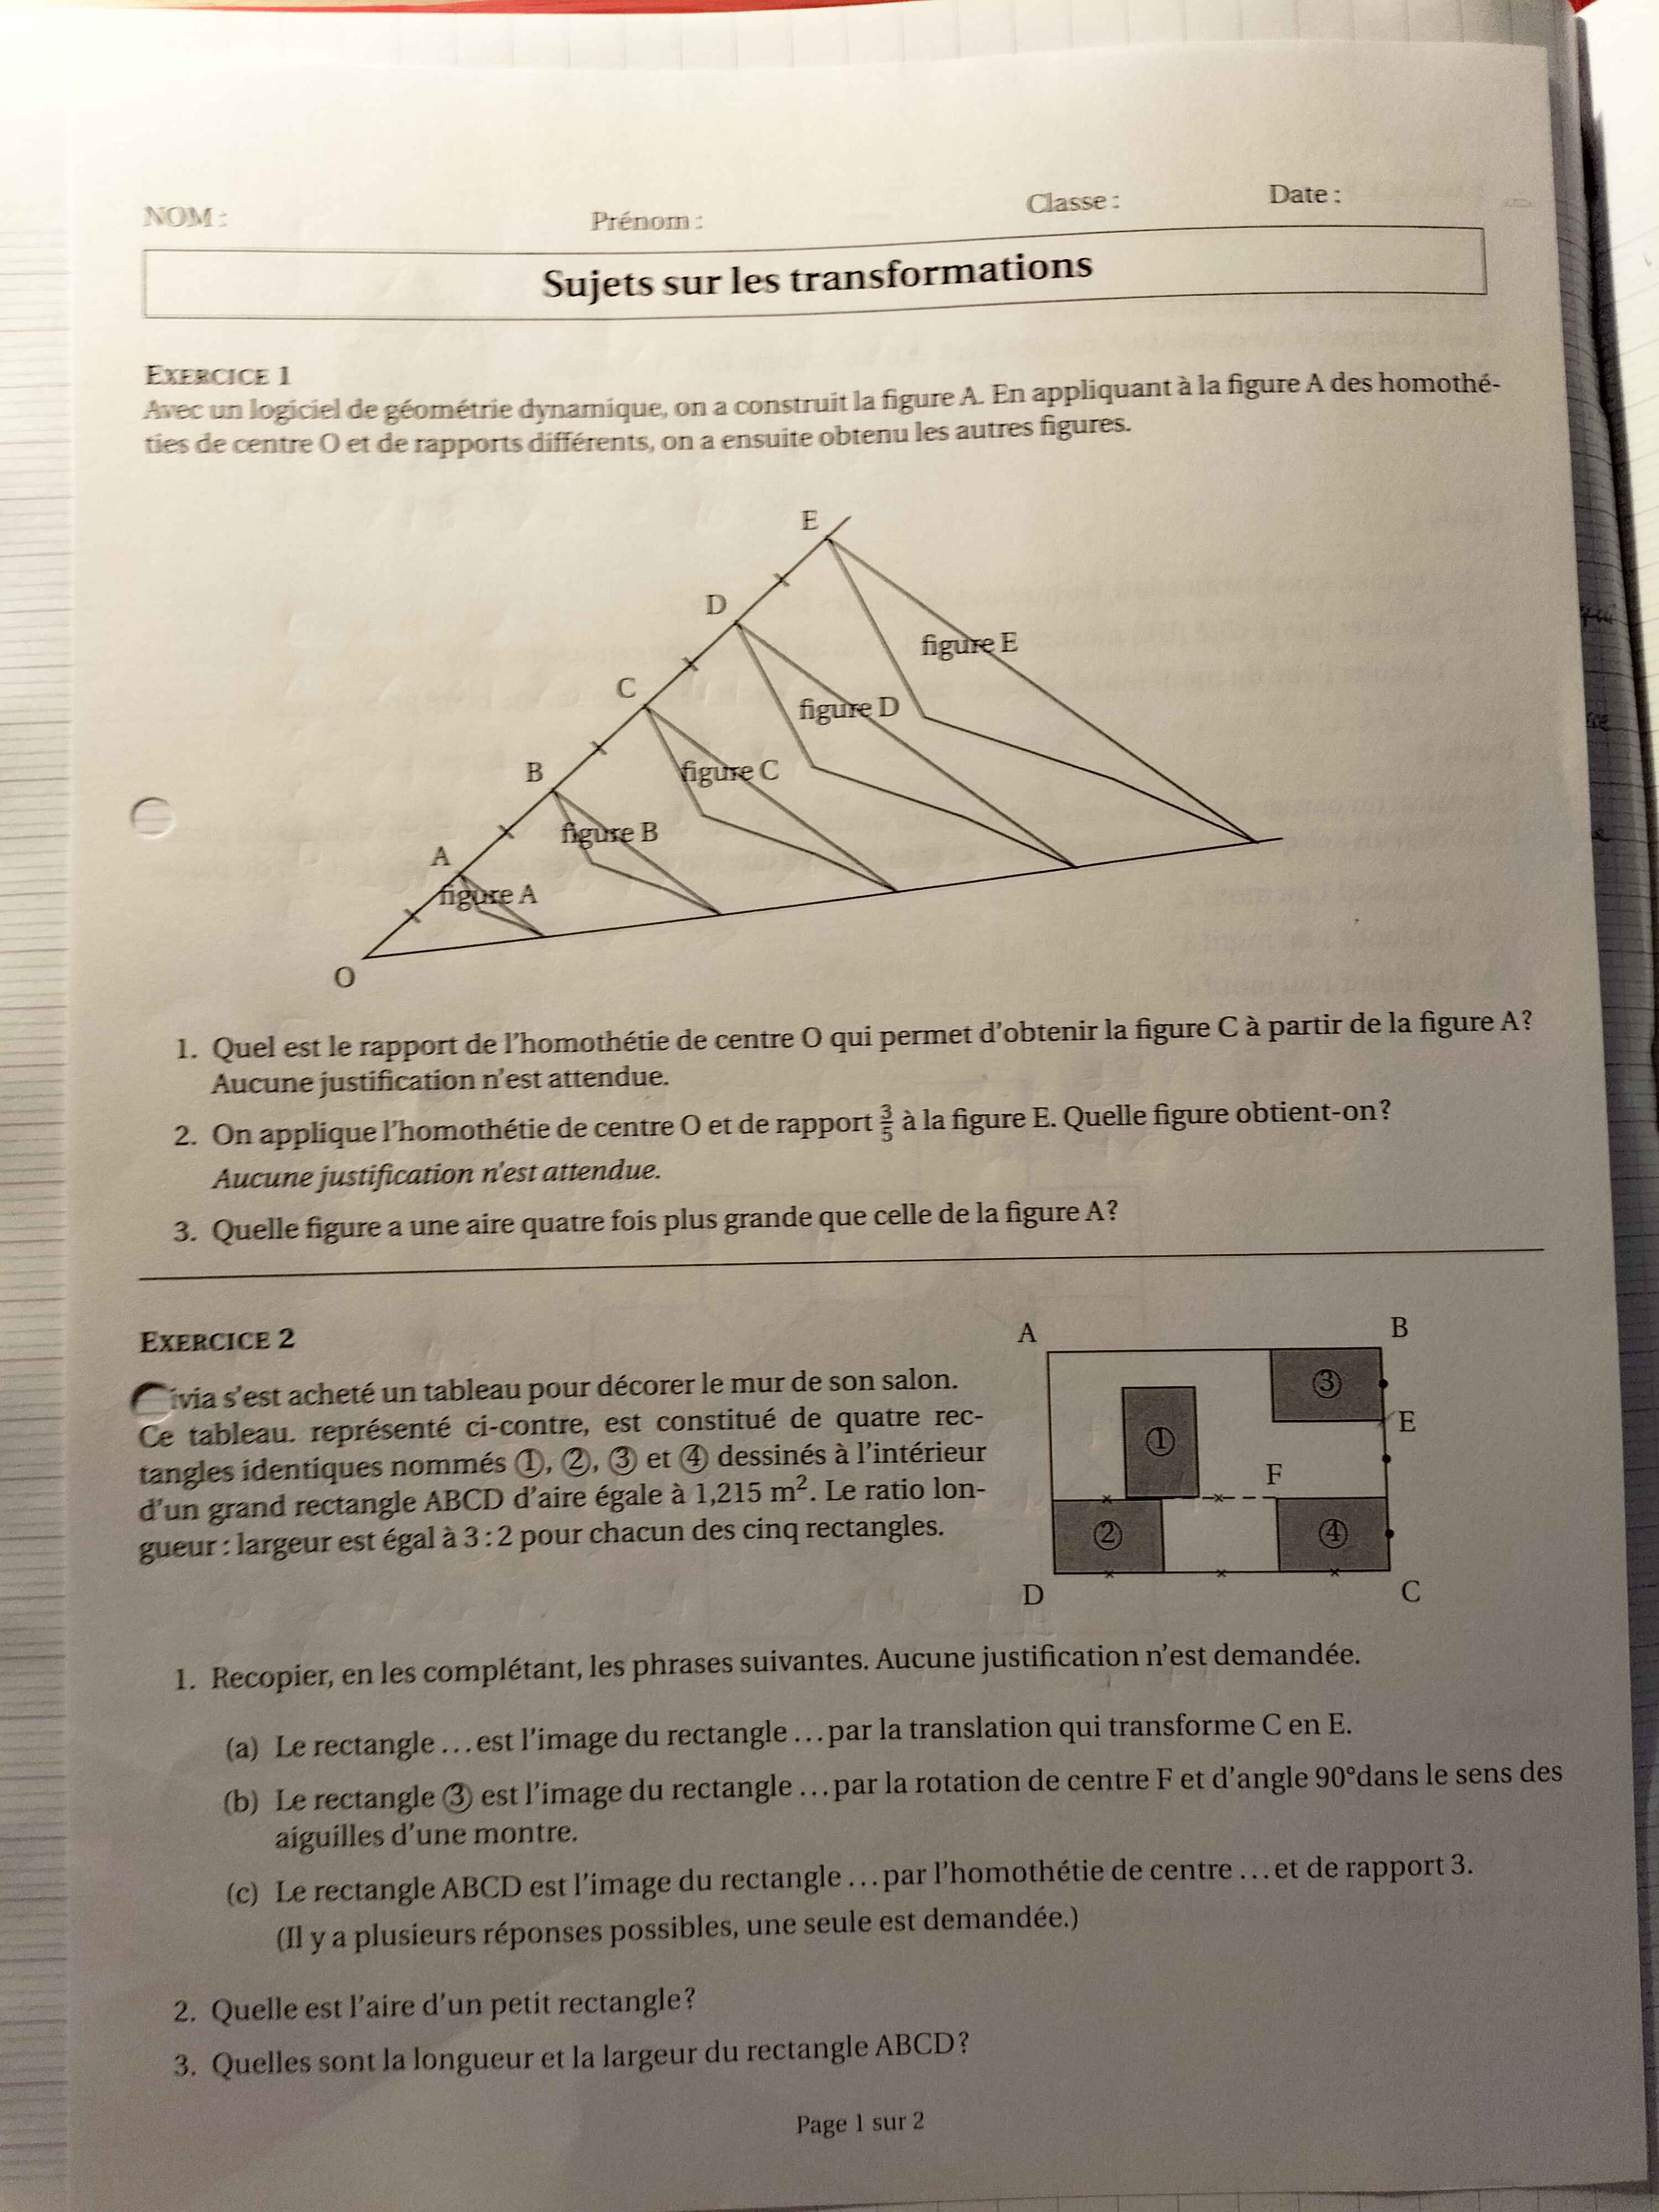 NOM :
Prénom :
Classe :
Date :
Sujets sur les transformations
EXERCICE 1
Avec un logiciel de géométrie dynamique, on a construit la figure A. En appliquant à la figure A des homothé-
ties de centre O et de rapports différents, on a ensuite obtenu les autres figures.
E
D
figure E
C
figure D
B
figure C
figure B
A
figure A
O
1. Quel est le rapport de l'homothétie de centre O qui permet d'obtenir la figure C à partir de la figure A?
Aucune justification n'est attendue.
2. On applique l'homothétie de centre O et de rapport 3/5 à la figure E. Quelle figure obtient-on?
Aucune justification n'est attendue.
3. Quelle figure a une aire quatre fois plus grande que celle de la figure A?
EXERCICE 2
ivia s'est acheté un tableau pour décorer le mur de son salon.
Ce tableau. représenté ci-contre, est constitué de quatre rec-
tangles identiques nommés ①, ②, ③ et ④ dessinés à l'intérieur
d'un grand rectangle ABCD d'aire égale à 1,215 m². Le ratio lon-
gueur : largeur est égal à 3 : 2 pour chacun des cinq rectangles.
A
B
③
E
①
F
②
④
D
C
1. Recopier, en les complétant, les phrases suivantes. Aucune justification n'est demandée.
(a) Le rectangle ... est l'image du rectangle ... par la translation qui transforme C en E.
(b) Le rectangle ③ est l'image du rectangle ... par la rotation de centre F et d'angle 90°dans le sens des
aiguilles d'une montre.
(c) Le rectangle ABCD est l'image du rectangle ... par l'homothétie de centre ... et de rapport 3.
(Il y a plusieurs réponses possibles, une seule est demandée.)
2. Quelle est l'aire d'un petit rectangle?
3. Quelles sont la longueur et la largeur du rectangle ABCD?
Page 1 sur 2